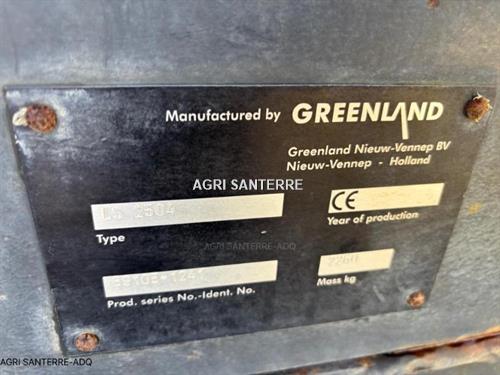 Manufactured by GREENLAND
Greenland Nieuw-Vennep BV
Nieuw-Vennep - Holland
AGRI SANTERRE
2504
CE
Type
Year of production
AGRI SANTERRE-ADQ
Prod. series No.-Ident. No.
Mass kg
AGRI SANTERRE-ADQ